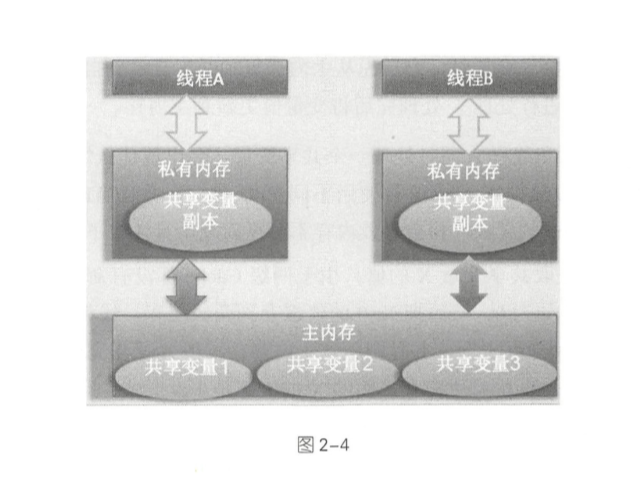 线程A
线程B
私有内存
共享变量
副本
私有内存
共享变量
副本
主内存
共享变量1
共享变量2
共享变量3
图2-4